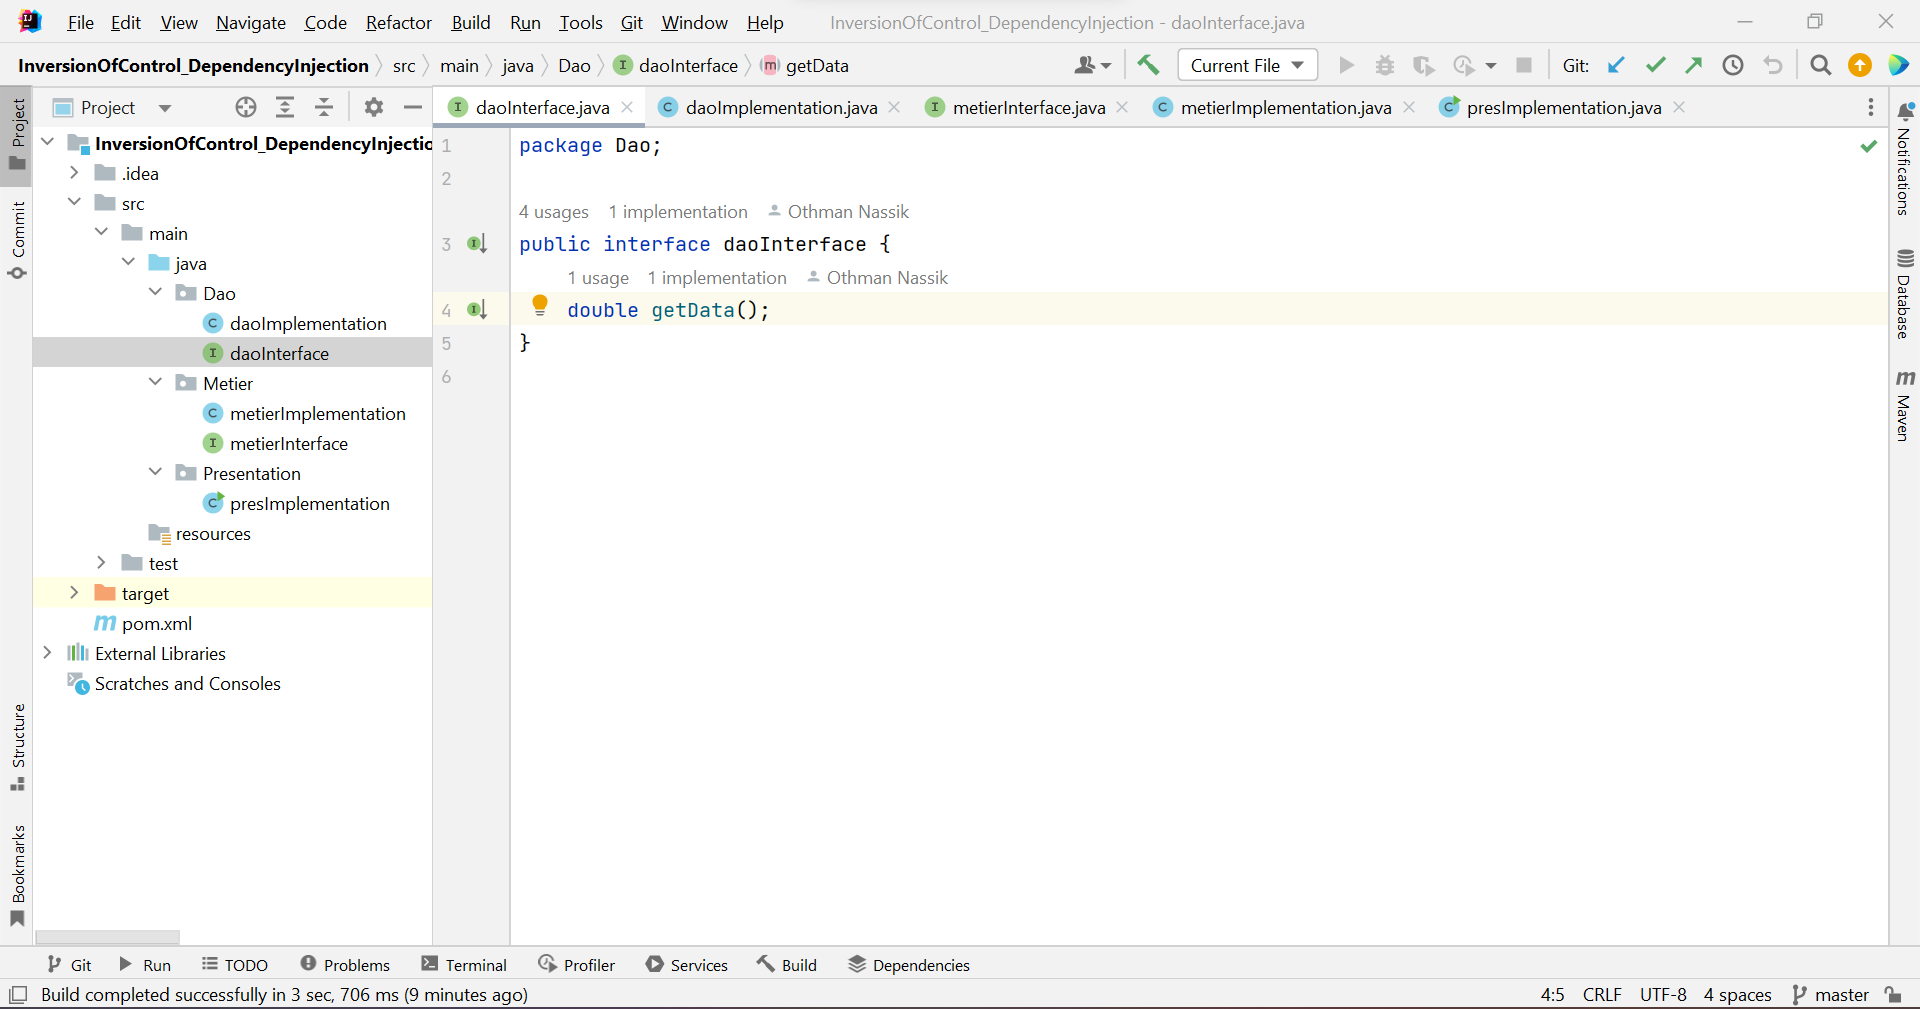 File Edit View Navigate Code Refactor Build Run Tools Git Window Help InversionOfControl_DependencyInjection - daoInterface.java
InversionOfControl_DependencyInjection src main java Dao I daoInterface m getData Current File Git:
Project
daoInterface.java daoImplementation.java metierInterface.java metierImplementation.java presImplementation.java
Project
Commit
Structure
Bookmarks
InversionOfControl_DependencyInjectio
.idea
src
main
java
Dao
C daoImplementation
I daoInterface
Metier
C metierImplementation
I metierInterface
Presentation
C presImplementation
resources
test
target
m pom.xml
External Libraries
Scratches and Consoles
1 package Dao;
2
4 usages 1 implementation Othman Nassik
3 public interface daoInterface {
1 usage 1 implementation Othman Nassik
4 double getData();
5 }
6
Notifications
Database
m Maven
Git Run TODO Problems Terminal Profiler Services Build Dependencies
Build completed successfully in 3 sec, 706 ms (9 minutes ago) 4:5 CRLF UTF-8 4 spaces master